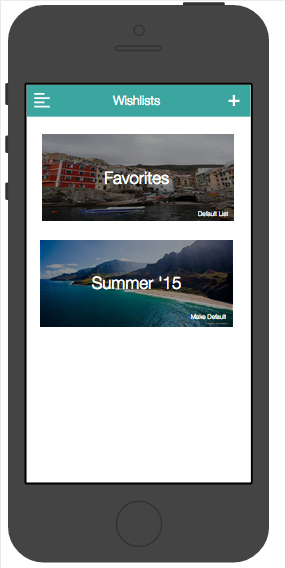 Wishlists
Favorites
Default List
Summer '15
Make Default